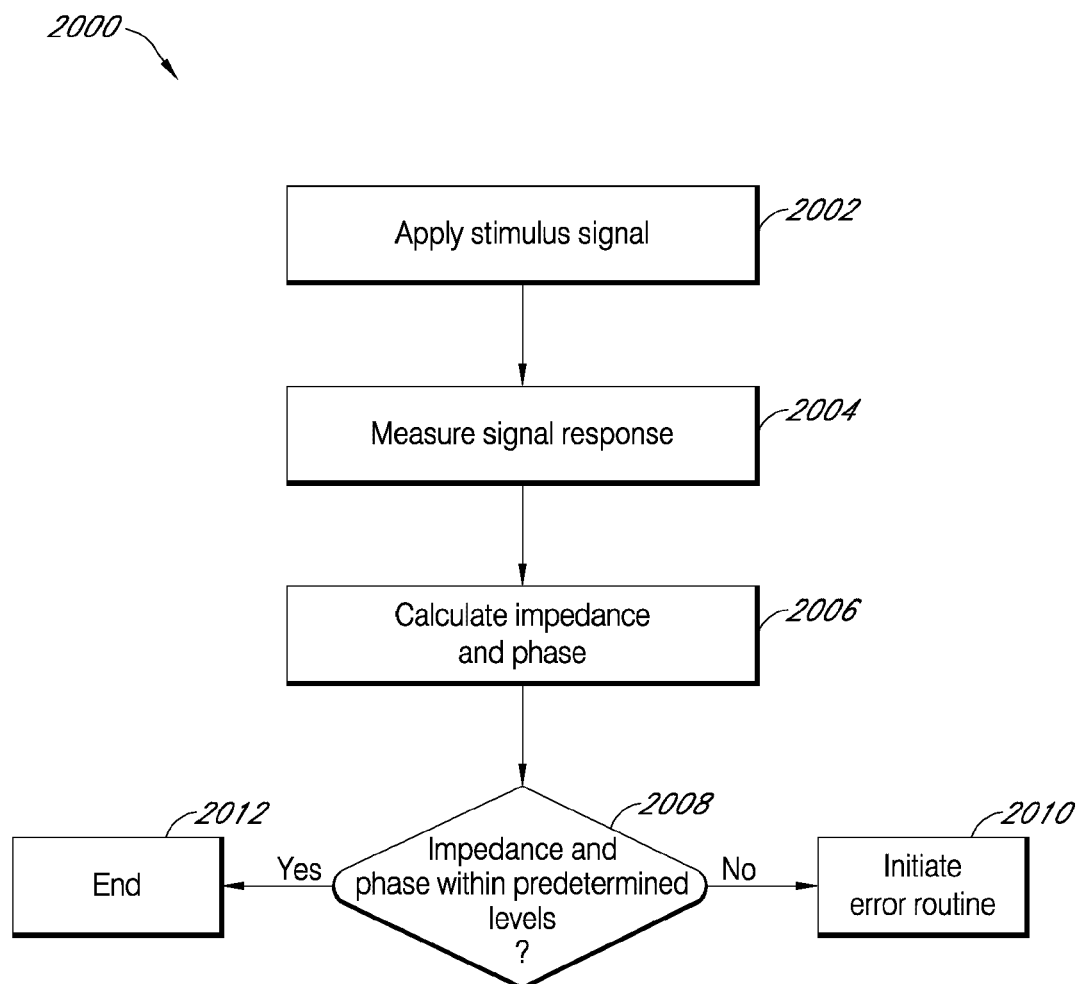 2000
2002
Apply stimulus signal
2004
Measure signal response
2006
Calculate impedance
and phase
2008
Impedance and
phase within predetermined
levels
?
Yes
No
2012
End
2010
Initiate
error routine